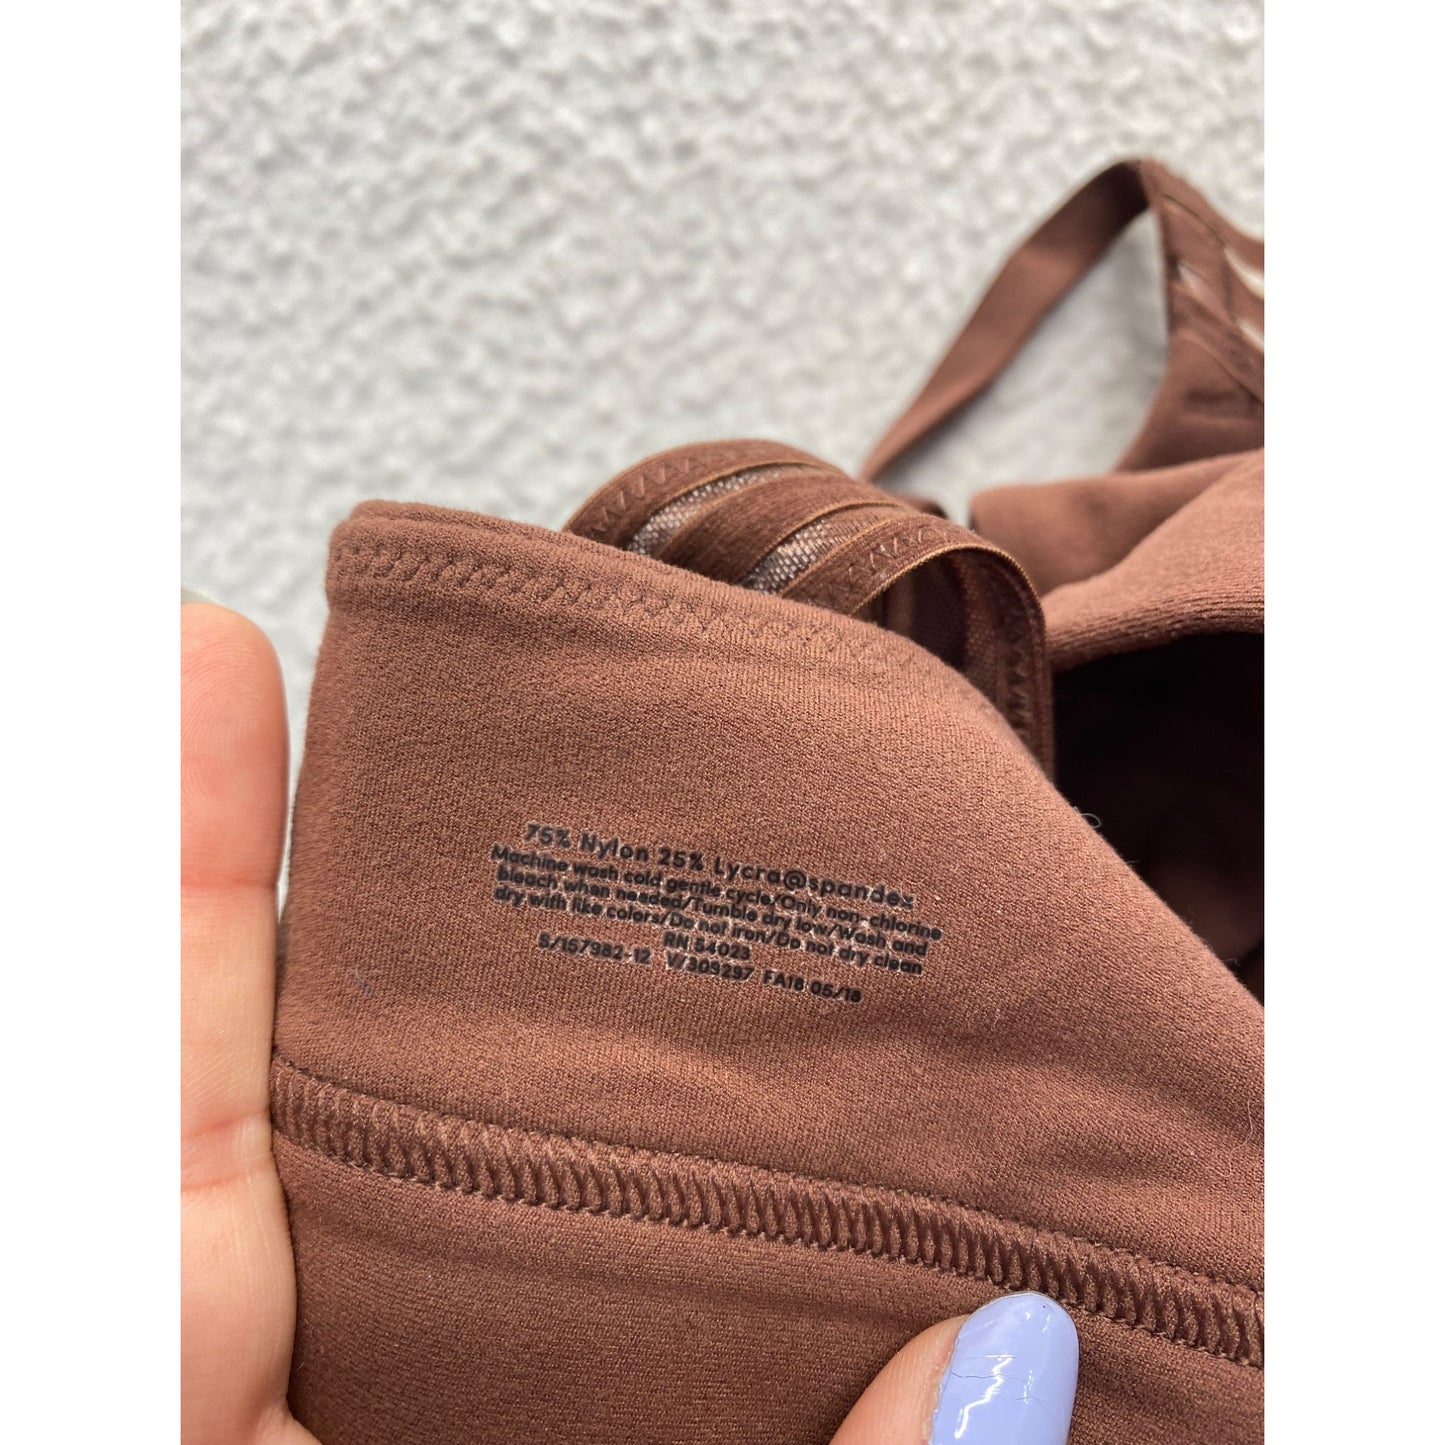 75% Nylon 25% Lycra@spandex
Machine wash cold gentle cycle/Only non-chlorine
bleach when needed/Tumble dry low/Wash and
dry with like colors/Do not iron/Do not dry clean
RN 54023
S/157982-12 V/309297 FA18 05/18